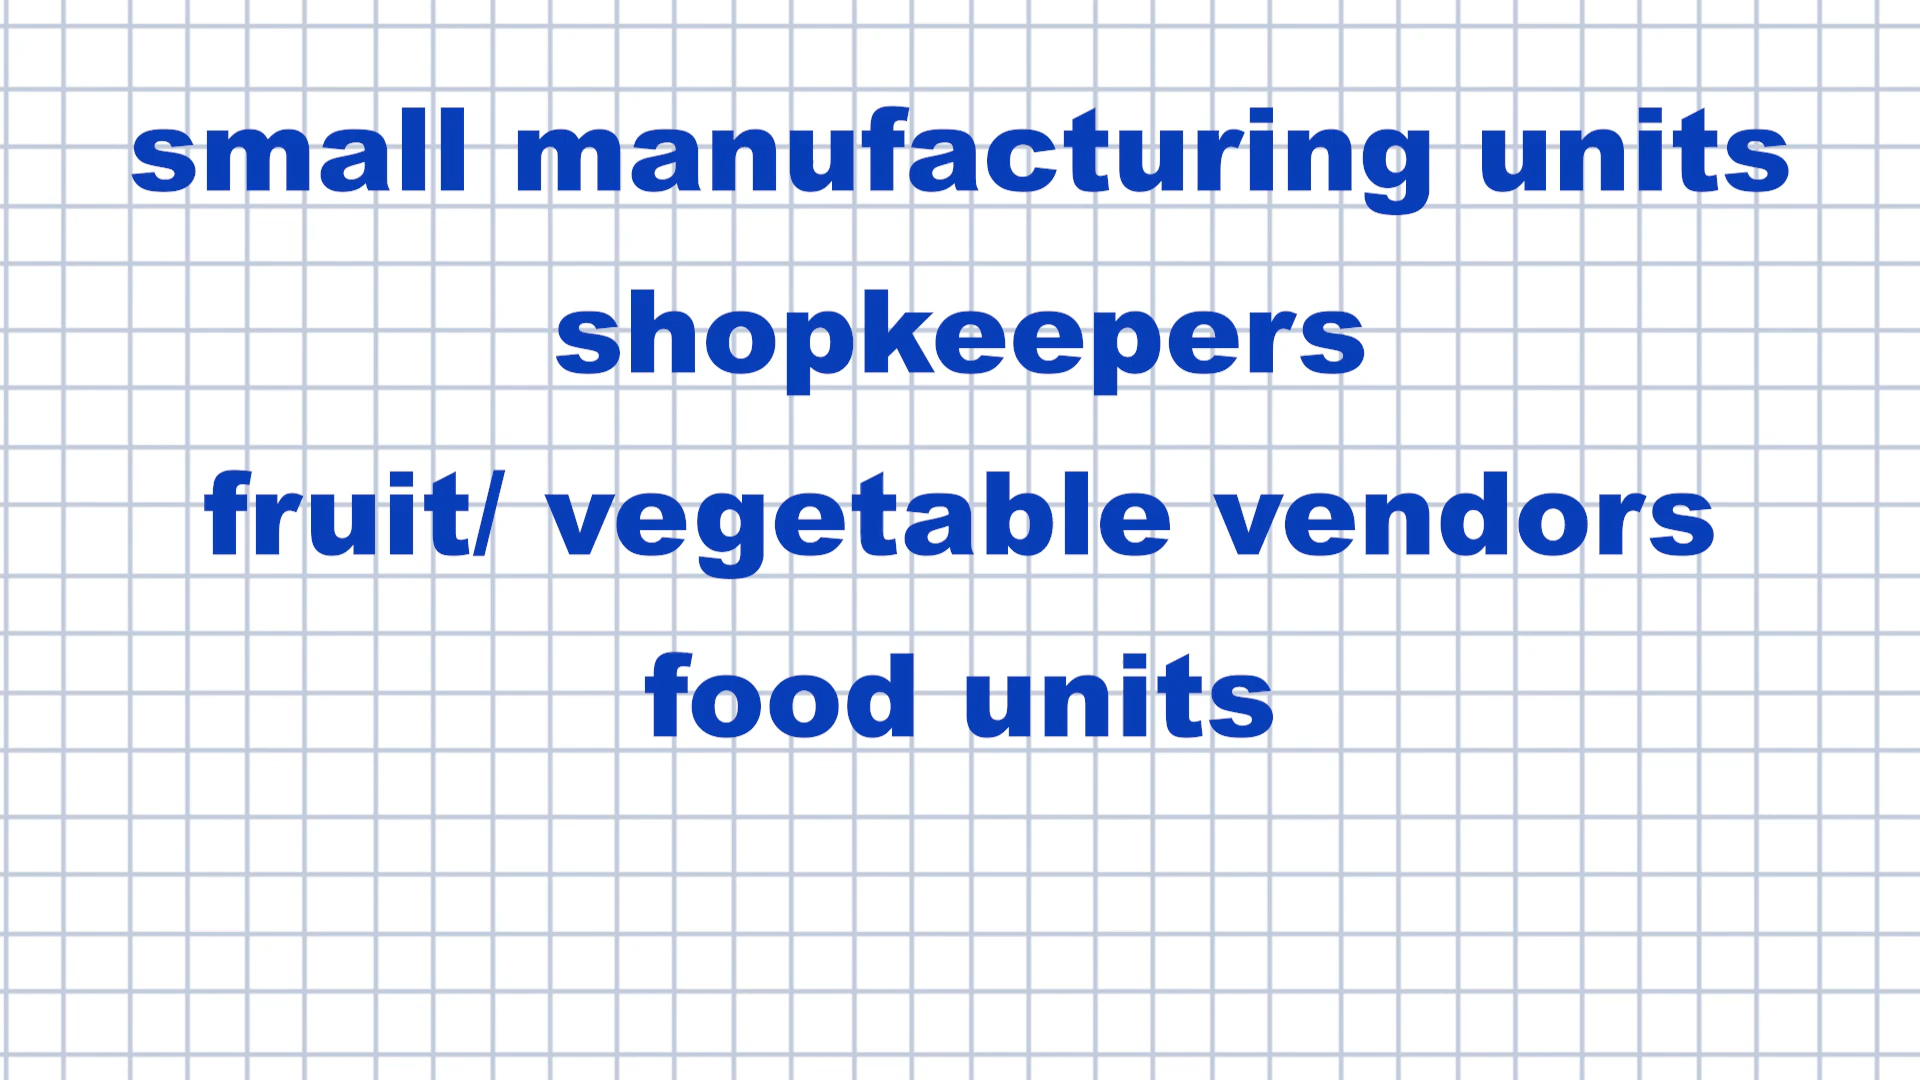 small manufacturing units
shopkeepers
fruit/ vegetable vendors
food units